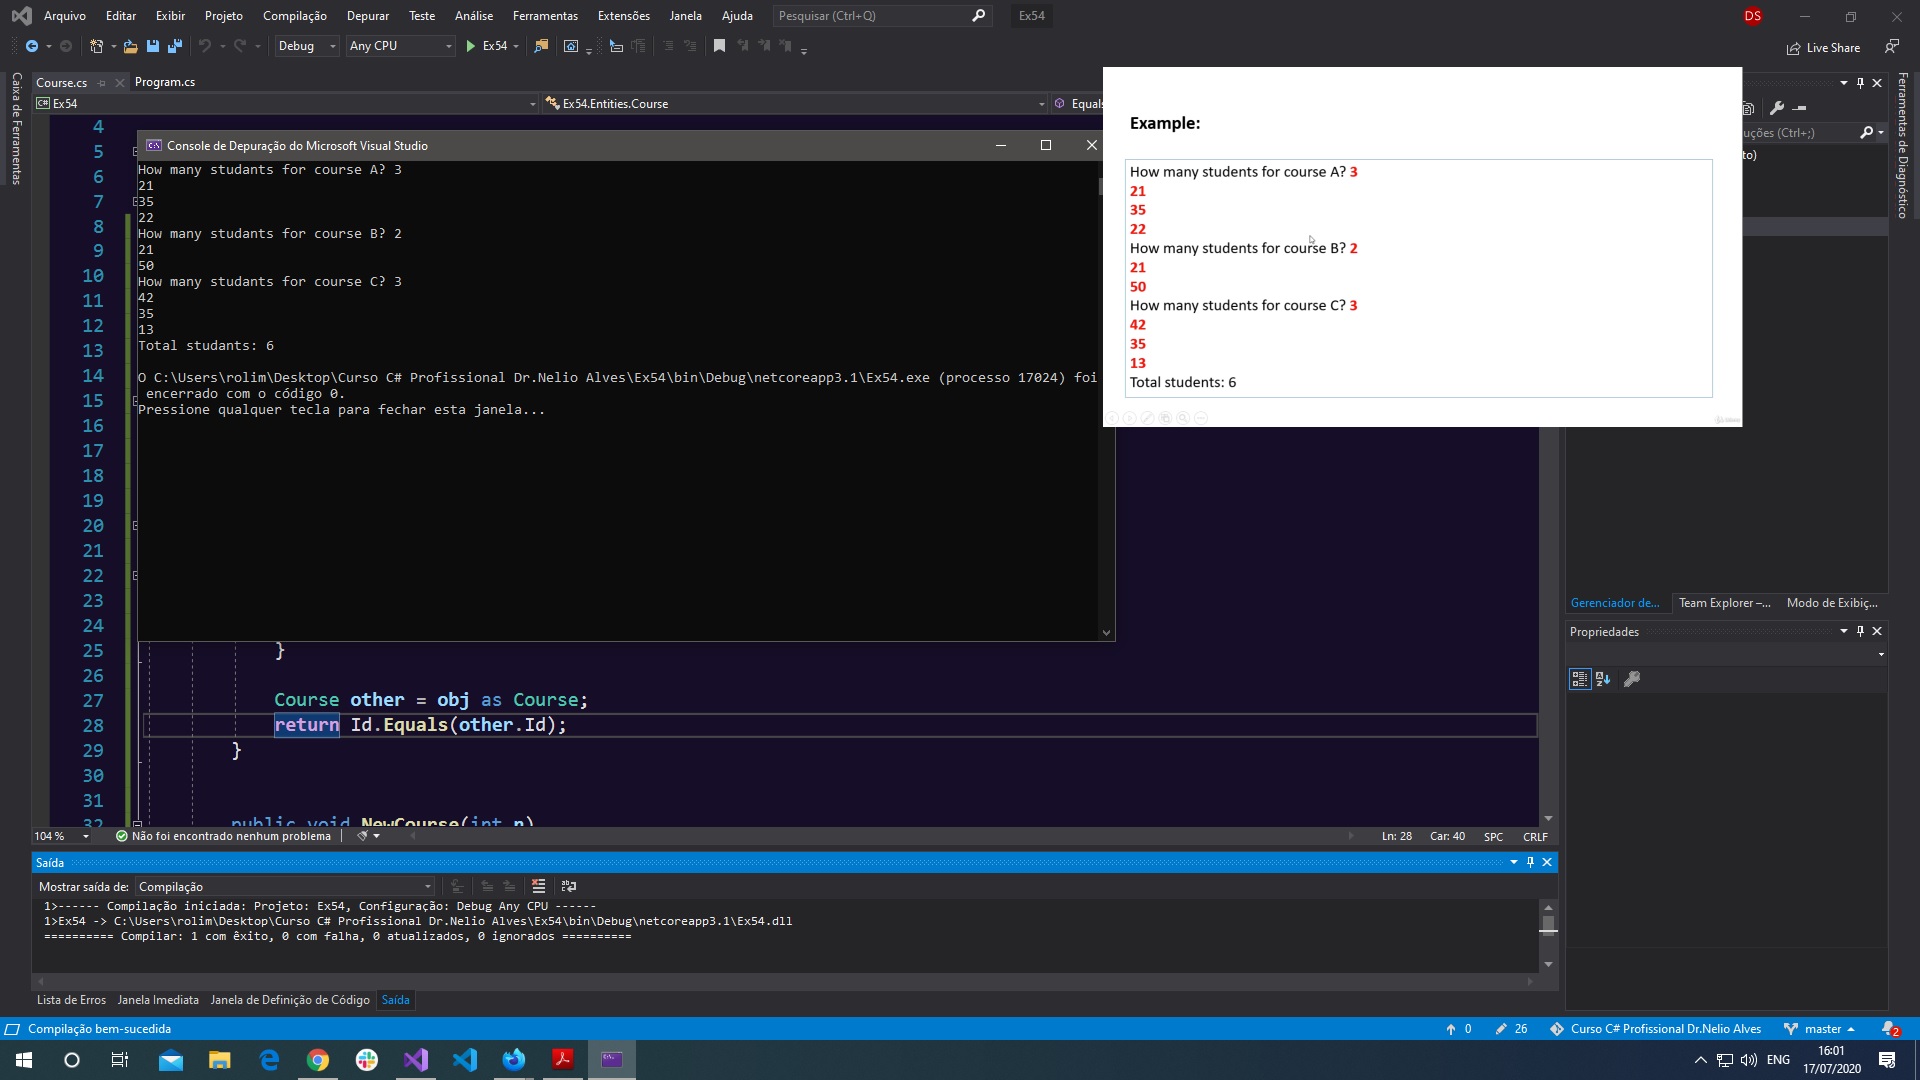 Arquivo Editar Exibir Projeto Compilação Depurar Teste Análise Ferramentas Extensões Janela Ajuda Pesquisar (Ctrl+Q) Ex54 DS
Debug Any CPU Ex54 Live Share
Course.cs Program.cs
C# Ex54 Ex54.Entities.Course Equals
Caixa de Ferramentas
Ferramentas de Diagnóstico
Console de Depuração do Microsoft Visual Studio
How many studants for course A? 3
21
35
22
How many studants for course B? 2
21
50
How many studants for course C? 3
42
35
13
Total studants: 6
O C:\Users\rolim\Desktop\Curso C# Profissional Dr.Nelio Alves\Ex54\bin\Debug\netcoreapp3.1\Ex54.exe (processo 17024) foi
encerrado com o código 0.
Pressione qualquer tecla para fechar esta janela...
Example:
How many students for course A? 3
21
35
22
How many students for course B? 2
21
50
How many students for course C? 3
42
35
13
Total students: 6
uções (Ctrl+;)
to)
4
5
6
7
8
9
10
11
12
13
14
15
16
17
18
19
20
21
22
23
24
25 }
26
27 Course other = obj as Course;
28 return Id.Equals(other.Id);
29 }
30
31
32 public void NewCourse(int n)
104 % Não foi encontrado nenhum problema Ln: 28 Car: 40 SPC CRLF
Gerenciador de... Team Explorer –... Modo de Exibiç...
Propriedades
Saída
Mostrar saída de: Compilação
1>------ Compilação iniciada: Projeto: Ex54, Configuração: Debug Any CPU ------
1>Ex54 -> C:\Users\rolim\Desktop\Curso C# Profissional Dr.Nelio Alves\Ex54\bin\Debug\netcoreapp3.1\Ex54.dll
========== Compilar: 1 com êxito, 0 com falha, 0 atualizados, 0 ignorados ==========
Lista de Erros Janela Imediata Janela de Definição de Código Saída
Compilação bem-sucedida 0 26 Curso C# Profissional Dr.Nelio Alves master 2
ENG 16:01
17/07/2020